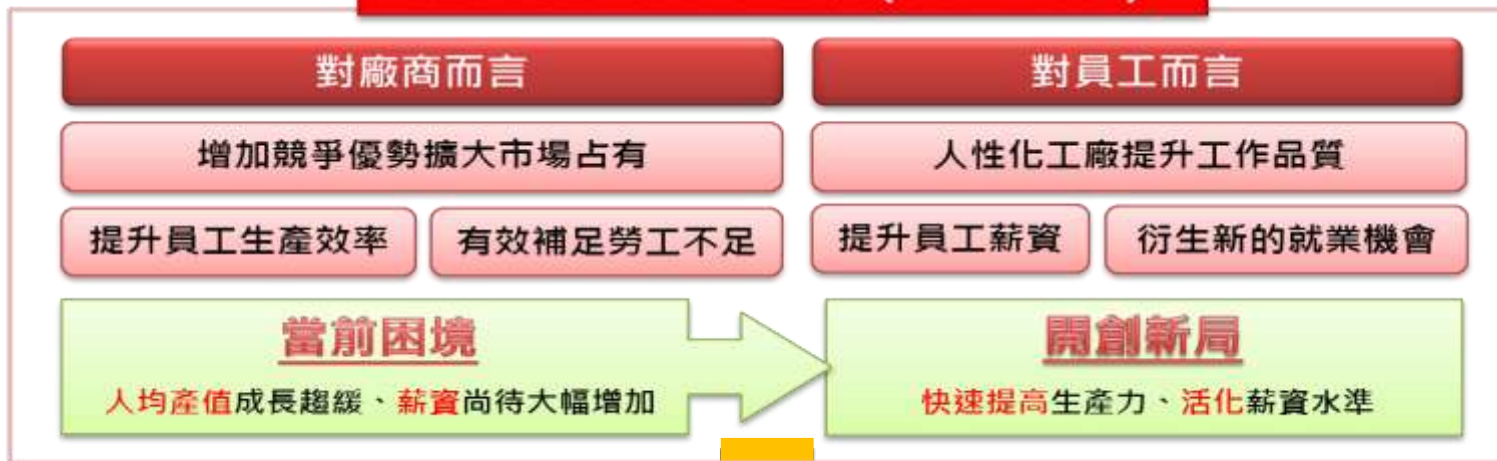 對廠商而言
增加競爭優勢擴大市場占有
提升員工生產效率
有效補足勞工不足
對員工而言
人性化工廠提升工作品質
提升員工薪資
衍生新的就業機會
當前困境
人均產值成長趨緩、薪資尚待大幅增加
開創新局
快速提高生產力、活化薪資水準